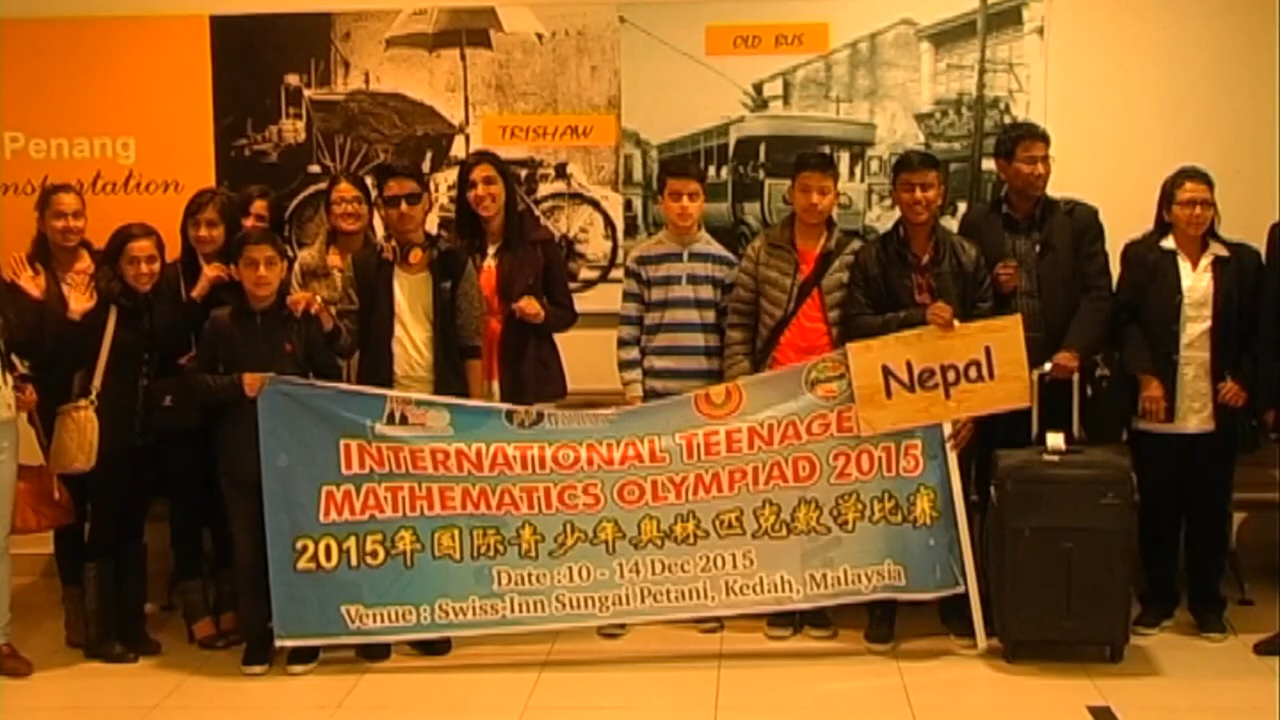 Penang
OLD BUS
TRISHAW
Nepal
INTERNATIONAL TEENAGE
MATHEMATICS OLYMPIAD 2015
2015年国际青少年奥林匹克数学比赛
Date :10 - 14 Dec 2015
Venue : Swiss-Inn Sungai Petani, Kedah, Malaysia